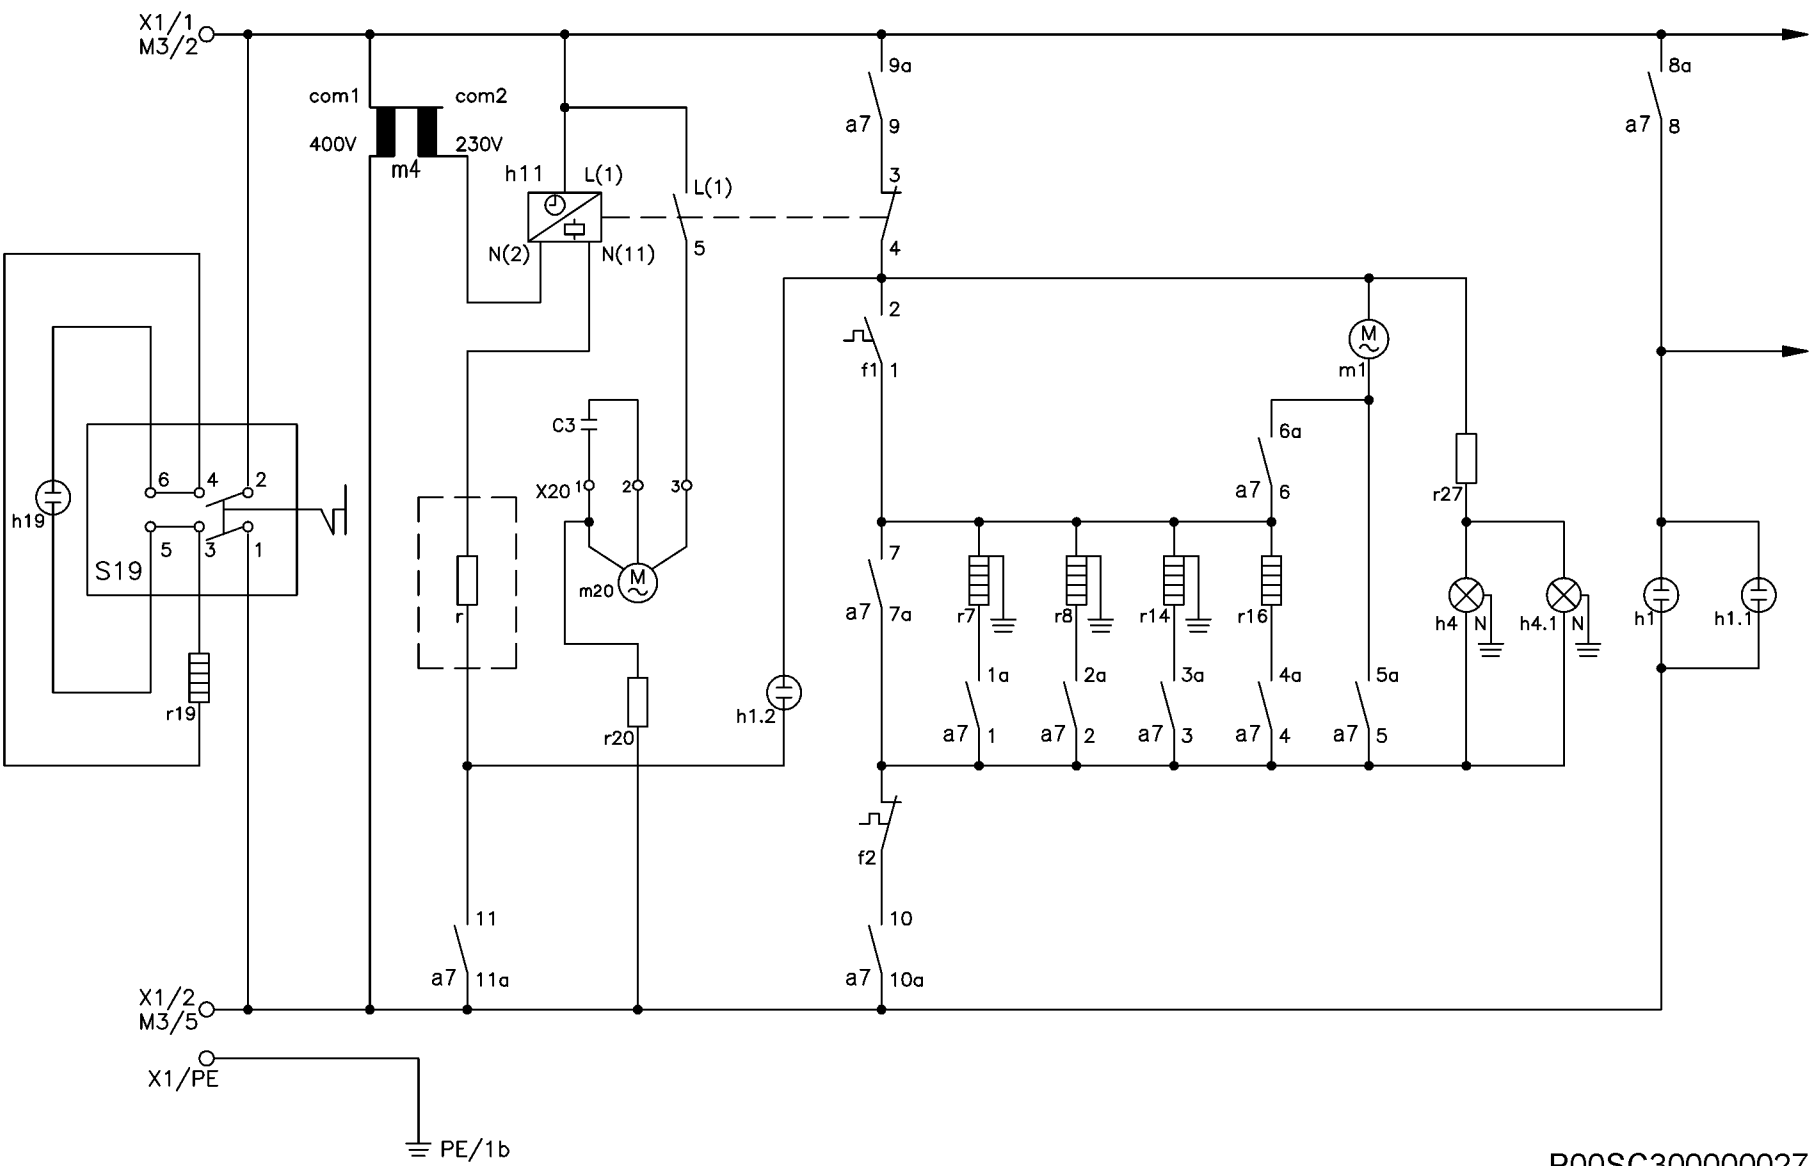 X1/1
M3/2
com1
com2
400V
230V
m4
h11
L(1)
L(1)
N(2)
N(11)
5
9a
a7 9
3
4
8a
a7 8
2
f1 1
M
m1
6a
a7 6
C3
X20 1
2
3
r27
6
4
2
5
3
1
S19
h19
r19
r
M
m20
r20
h1.2
7
a7 7a
r7
r8
r14
r16
h4 N
h4.1 N
h1
h1.1
1a
a7 1
2a
a7 2
3a
a7 3
4a
a7 4
5a
a7 5
f2
11
a7 11a
10
a7 10a
X1/2
M3/5
X1/PE
PE/1b